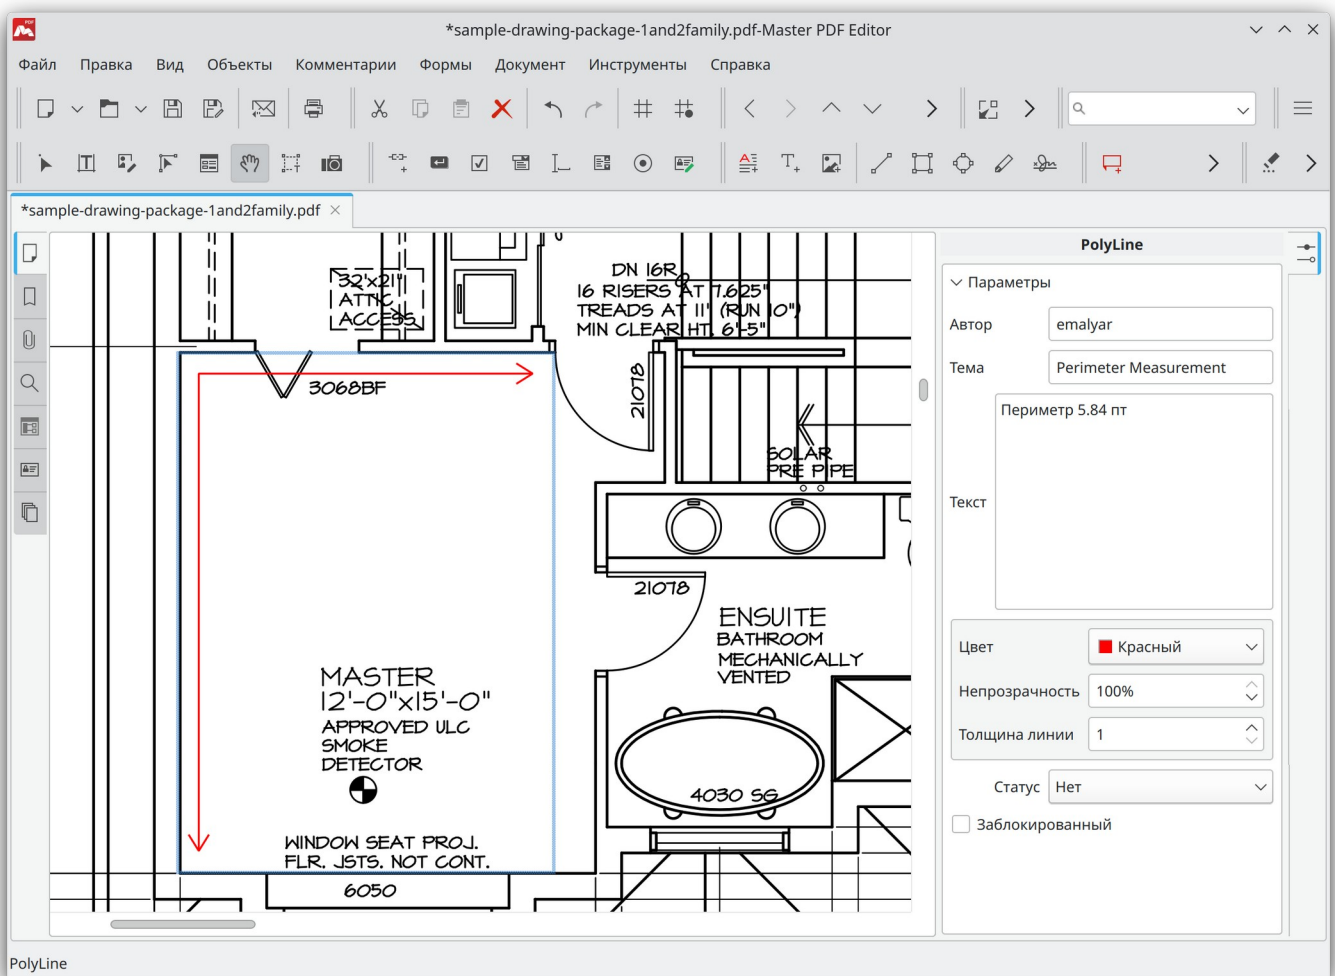 *sample-drawing-package-1and2family.pdf-Master PDF Editor
Файл Правка Вид Объекты Комментарии Формы Документ Инструменты Справка
*sample-drawing-package-1and2family.pdf
32"x21"
ATTIC
ACCESS
DN 16R
16 RISERS AT 7.625"
TREADS AT 11" (RUN 10")
MIN CLEAR HT. 6'-5"
3068BF
21078
SOLAR
PRE PIPE
21078
ENSUITE
BATHROOM
MECHANICALLY
VENTED
MASTER
12'-0"x15'-0"
APPROVED ULC
SMOKE
DETECTOR
4030 SG
WINDOW SEAT PROJ.
FLR. JSTS. NOT CONT.
6050
PolyLine
Параметры
Автор emalyar
Тема Perimeter Measurement
Текст Периметр 5.84 пт
Цвет Красный
Непрозрачность 100%
Толщина линии 1
Статус Нет
Заблокированный
PolyLine